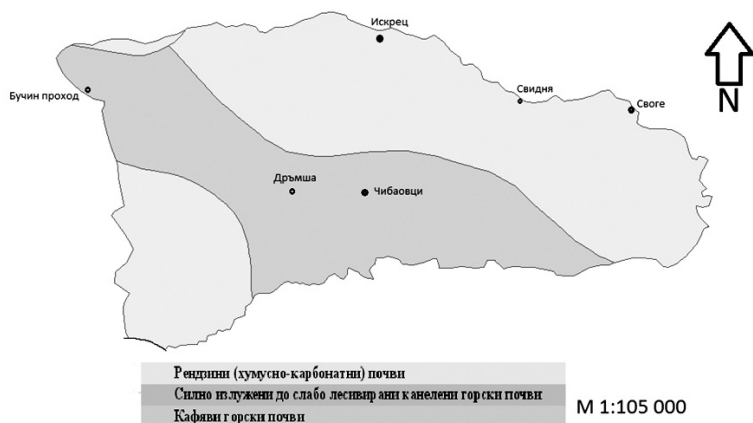 Искрец
N
Свидня
Своге
Бучин проход
Дръмша
Чибаовци
Рендзини (хумусно-карбонатни) почви
Силно излужени до слабо лесивирани канелени горски почви
Кафяви горски почви
М 1:105 000